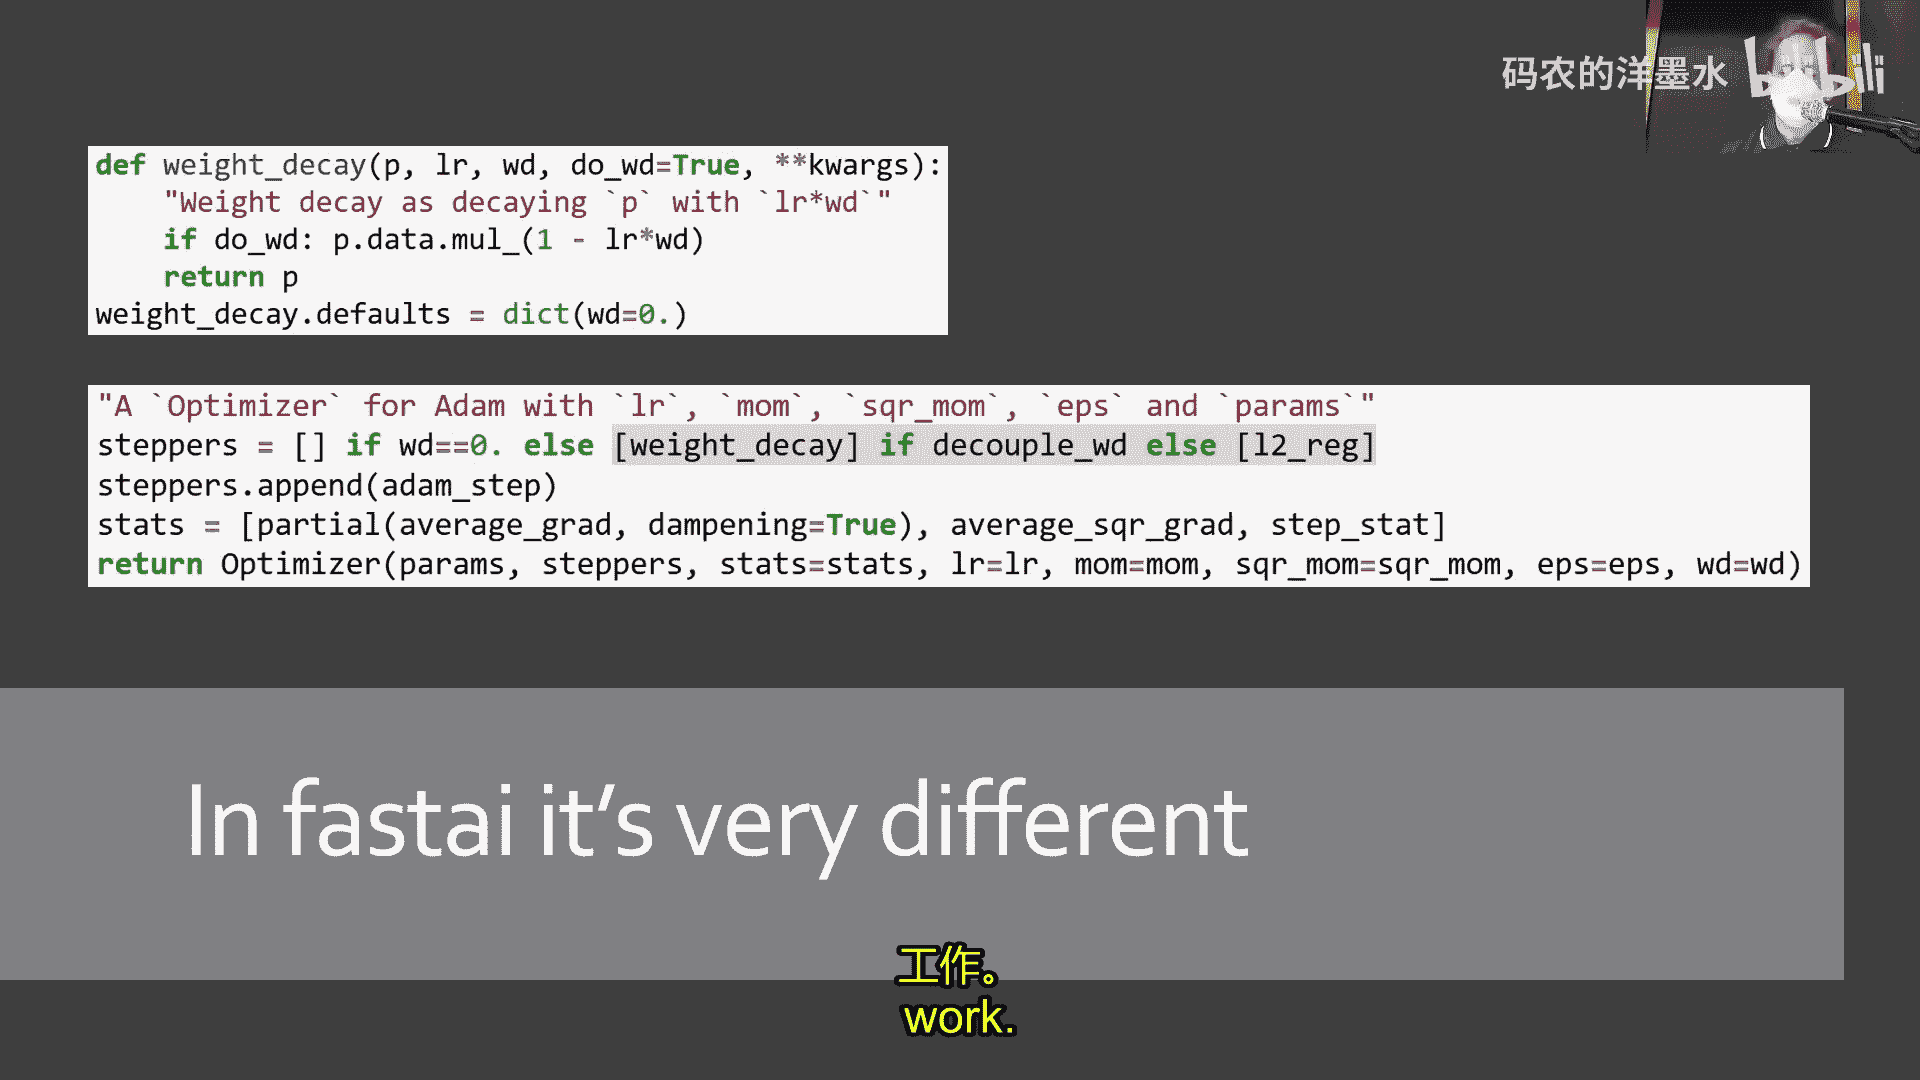 码农的洋墨水 bilibili
def weight_decay(p, lr, wd, do_wd=True, **kwargs):
    "Weight decay as decaying `p` with `lr*wd`"
    if do_wd: p.data.mul_(1 - lr*wd)
    return p
weight_decay.defaults = dict(wd=0.)
"A `Optimizer` for Adam with `lr`, `mom`, `sqr_mom`, `eps` and `params`"
steppers = [] if wd==0. else [weight_decay] if decouple_wd else [l2_reg]
steppers.append(adam_step)
stats = [partial(average_grad, dampening=True), average_sqr_grad, step_stat]
return Optimizer(params, steppers, stats=stats, lr=lr, mom=mom, sqr_mom=sqr_mom, eps=eps, wd=wd)
In fastai it’s very different
工作。
work.